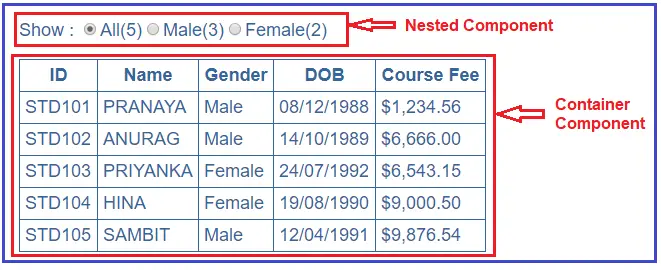 Show : All(5) Male(3) Female(2) Nested Component
ID Name Gender DOB Course Fee
STD101 PRANAYA Male 08/12/1988 $1,234.56
STD102 ANURAG Male 14/10/1989 $6,666.00
STD103 PRIYANKA Female 24/07/1992 $6,543.15
STD104 HINA Female 19/08/1990 $9,000.50
STD105 SAMBIT Male 12/04/1991 $9,876.54
Container
Component